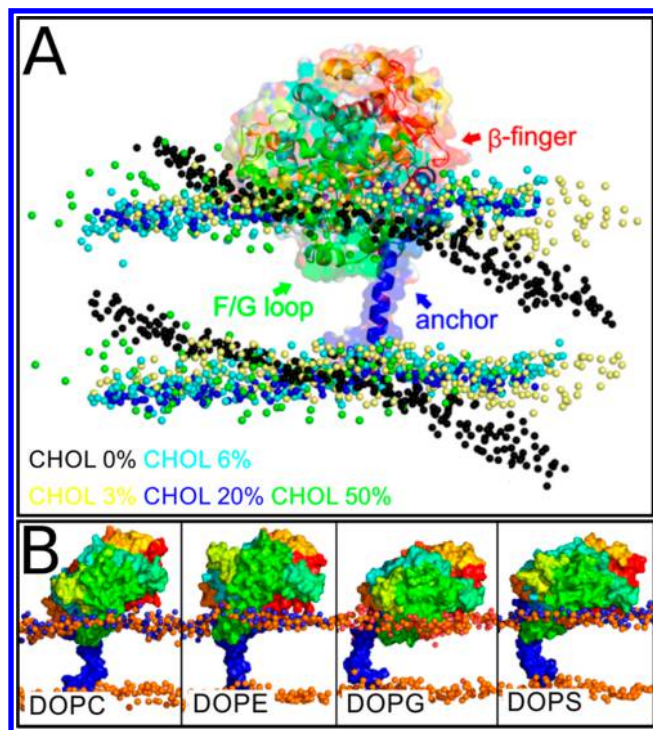 A
β-finger
F/G loop
anchor
CHOL 0% CHOL 6%
CHOL 3% CHOL 20% CHOL 50%
B
DOPC DOPE DOPG DOPS